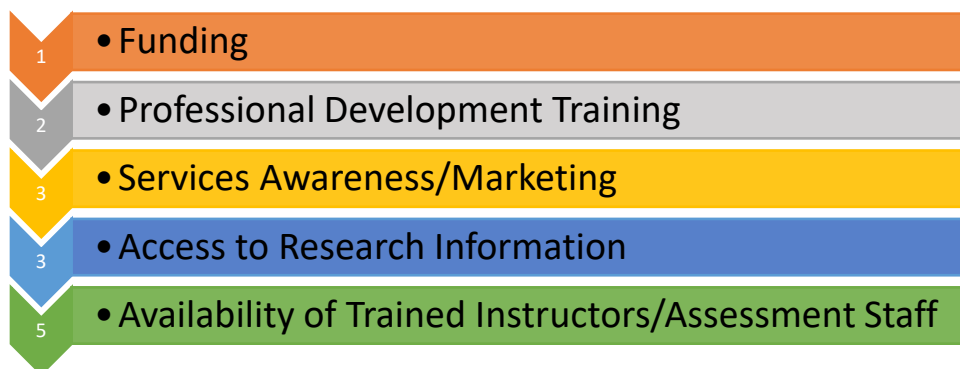 1 • Funding
2 • Professional Development Training
3 • Services Awareness/Marketing
3 • Access to Research Information
5 • Availability of Trained Instructors/Assessment Staff